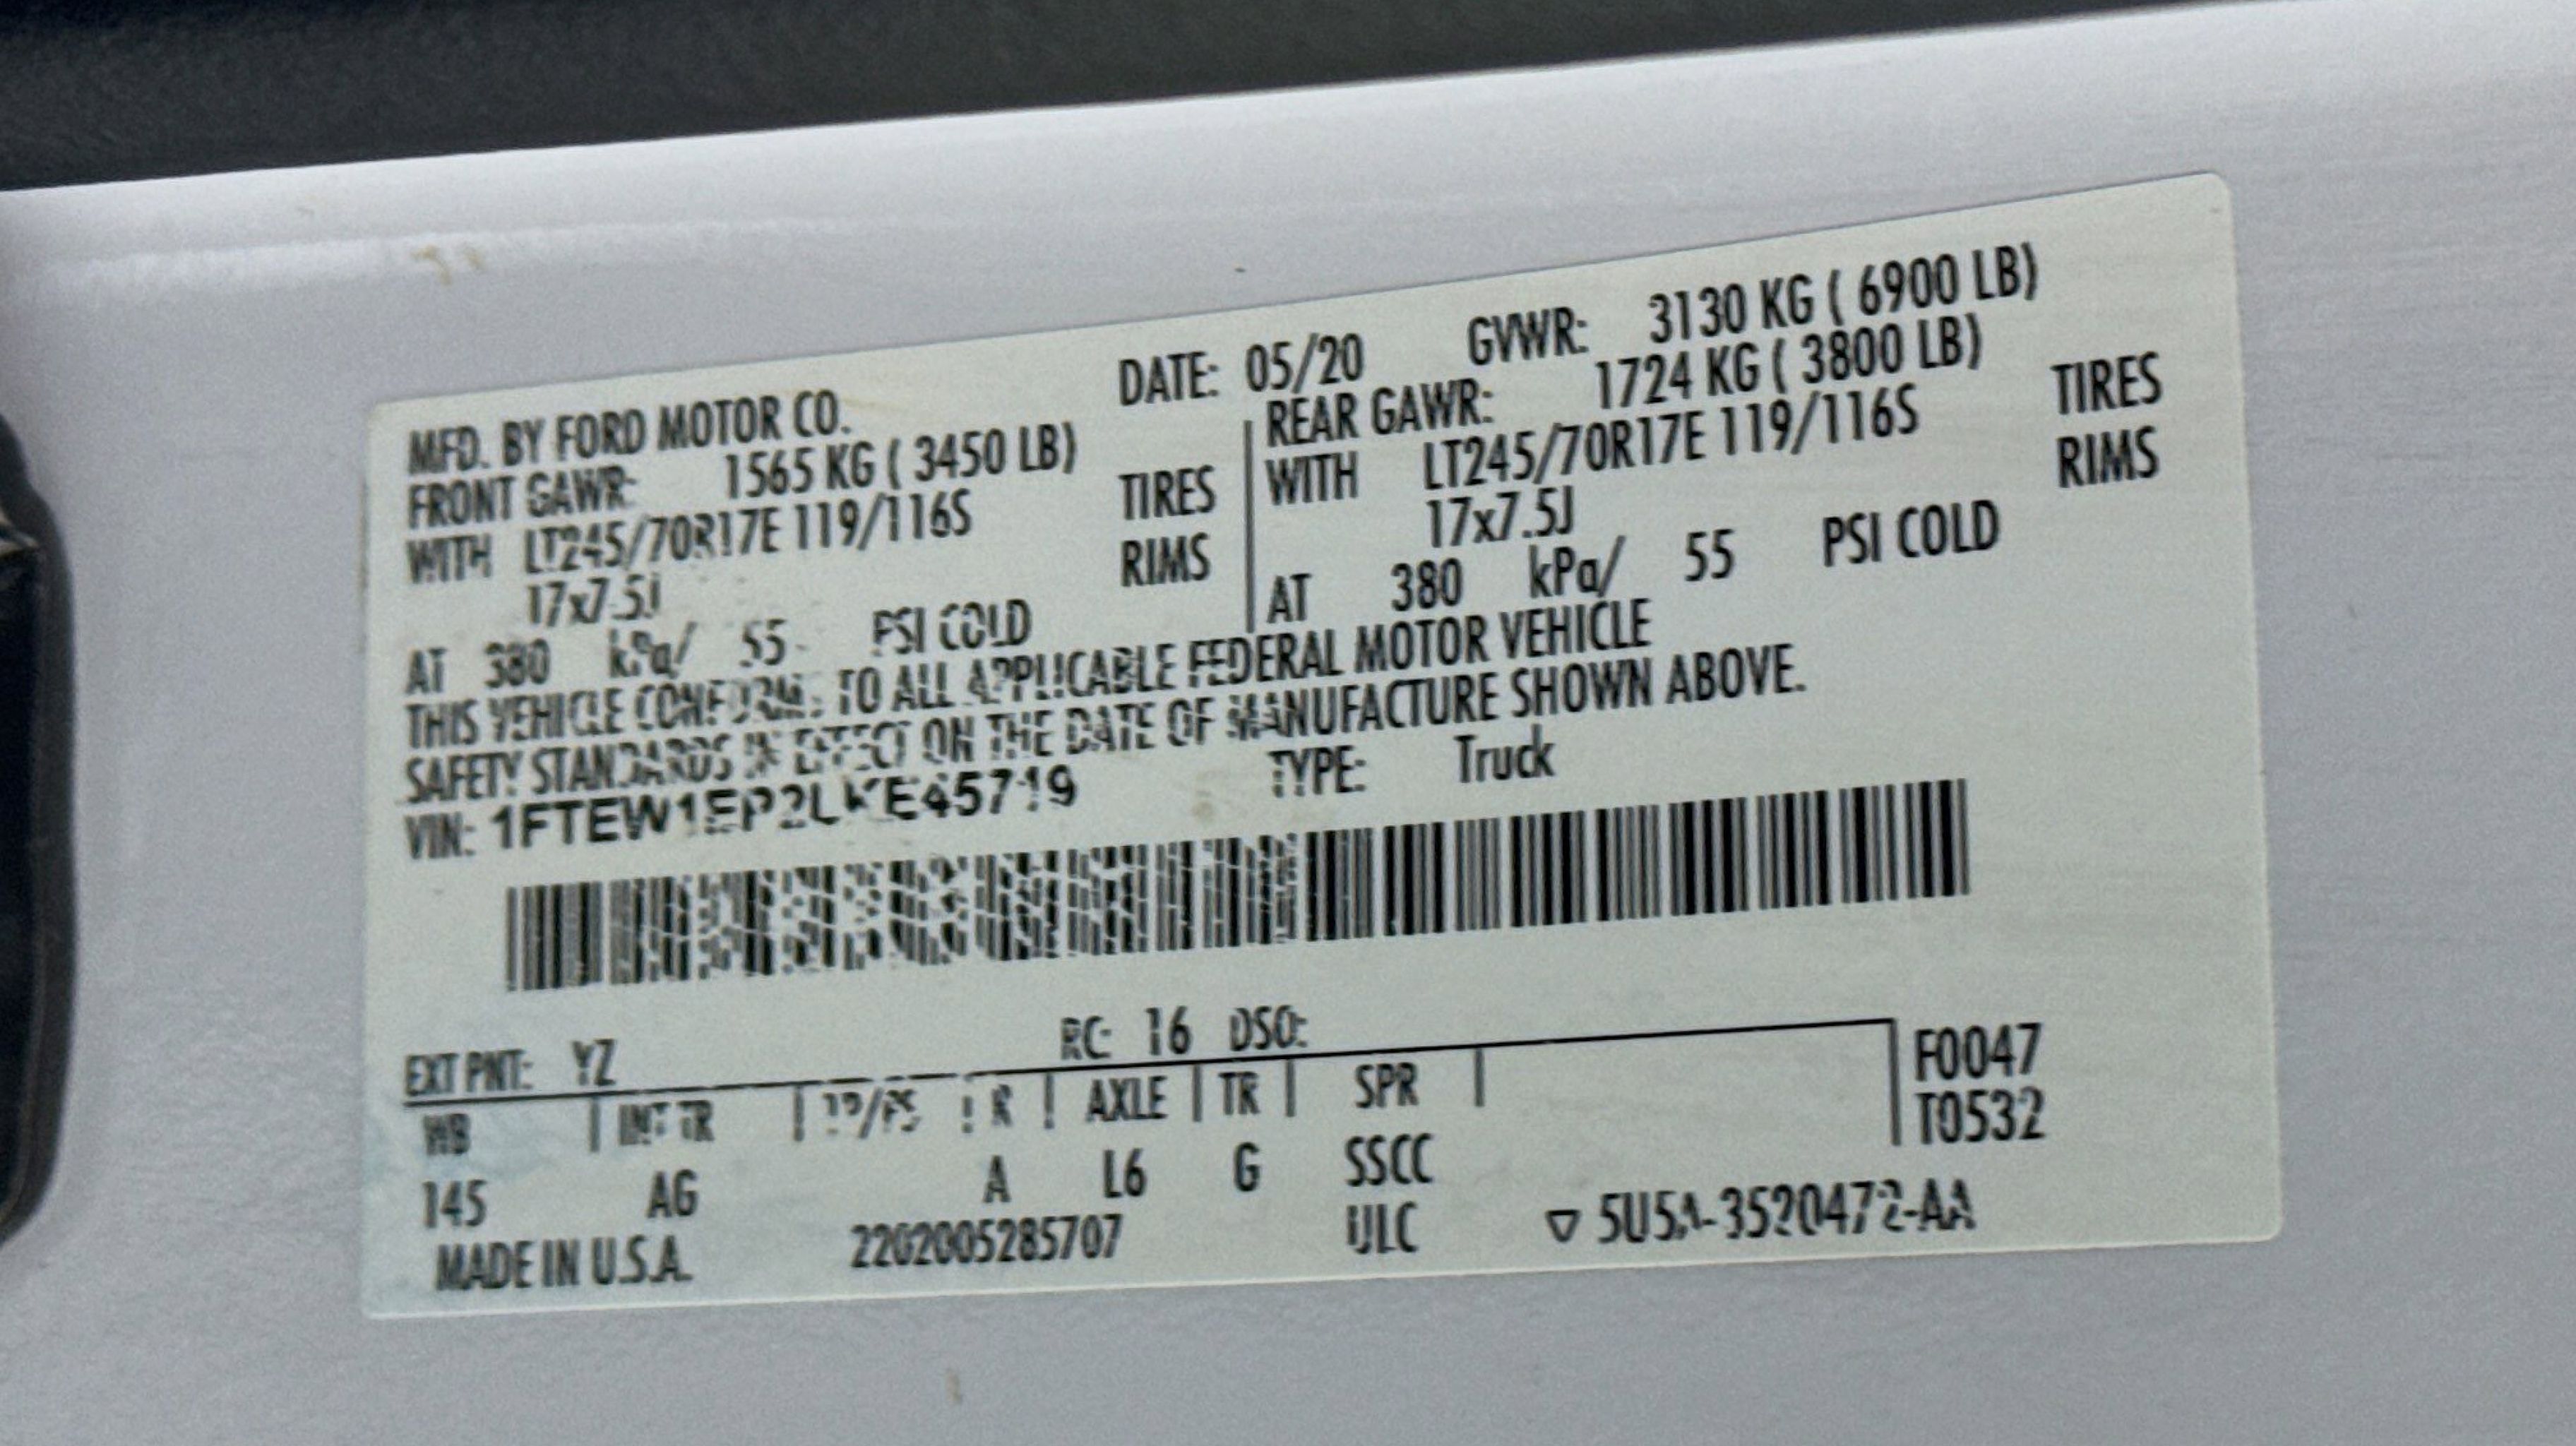 MFD. BY FORD MOTOR CO. DATE: 05/20 GVWR: 3130 KG ( 6900 LB)
FRONT GAWR: 1565 KG ( 3450 LB) REAR GAWR: 1724 KG ( 3800 LB)
WITH LT245/70R17E 119/116S TIRES WITH LT245/70R17E 119/116S TIRES
17x7.5J RIMS 17x7.5J RIMS
AT 380 kPa/ 55 PSI COLD AT 380 kPa/ 55 PSI COLD
THIS VEHICLE CONFORMS TO ALL APPLICABLE FEDERAL MOTOR VEHICLE
SAFETY STANDARDS IN EFFECT ON THE DATE OF MANUFACTURE SHOWN ABOVE.
VIN: 1FTEW1EP2LKE45719 TYPE: Truck
EXT PNT: YZ RC: 16 DSO: F0047
WB INT TR TP/PS R AXLE TR SPR T0532
145 AG A L6 G SSCC
MADE IN U.S.A. 2202005285707 ULC ▽ 5U5A-3520472-AA